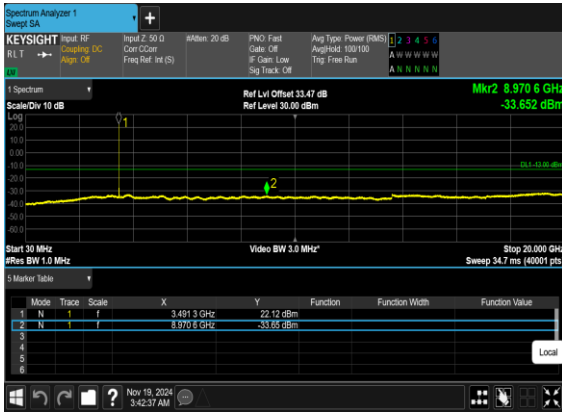 Spectrum Analyzer 1
Swept SA
+
KEYSIGHT
Input: RF
Input Z: 50 Ω
#Atten: 20 dB
PNO: Fast
Avg Type: Power (RMS)
1 2 3 4 5 6
RLT
Coupling: DC
Corr CCorr
Gate: Off
Avg|Hold: 100/100
A W W W W W
Align: Off
Freq Ref: Int (S)
IF Gain: Low
Trig: Free Run
Sig Track: Off
A N N N N N
1 Spectrum
Ref Lvl Offset 33.47 dB
Mkr2 8.970 6 GHz
Scale/Div 10 dB
Ref Level 30.00 dBm
-33.652 dBm
Log
1
20.0
10.0
0.00
-10.0
DL1 -13.00 dBm
-20.0
2
-30.0
-40.0
-50.0
-60.0
Start 30 MHz
Video BW 3.0 MHz*
Stop 20.000 GHz
#Res BW 1.0 MHz
Sweep 34.7 ms (40001 pts)
5 Marker Table
Mode Trace Scale X Y Function Function Width Function Value
1 N 1 f 3.491 3 GHz 22.12 dBm
2 N 1 f 8.970 6 GHz -33.65 dBm
3
4
5
6
Local
?
Nov 19, 2024
3:42:37 AM